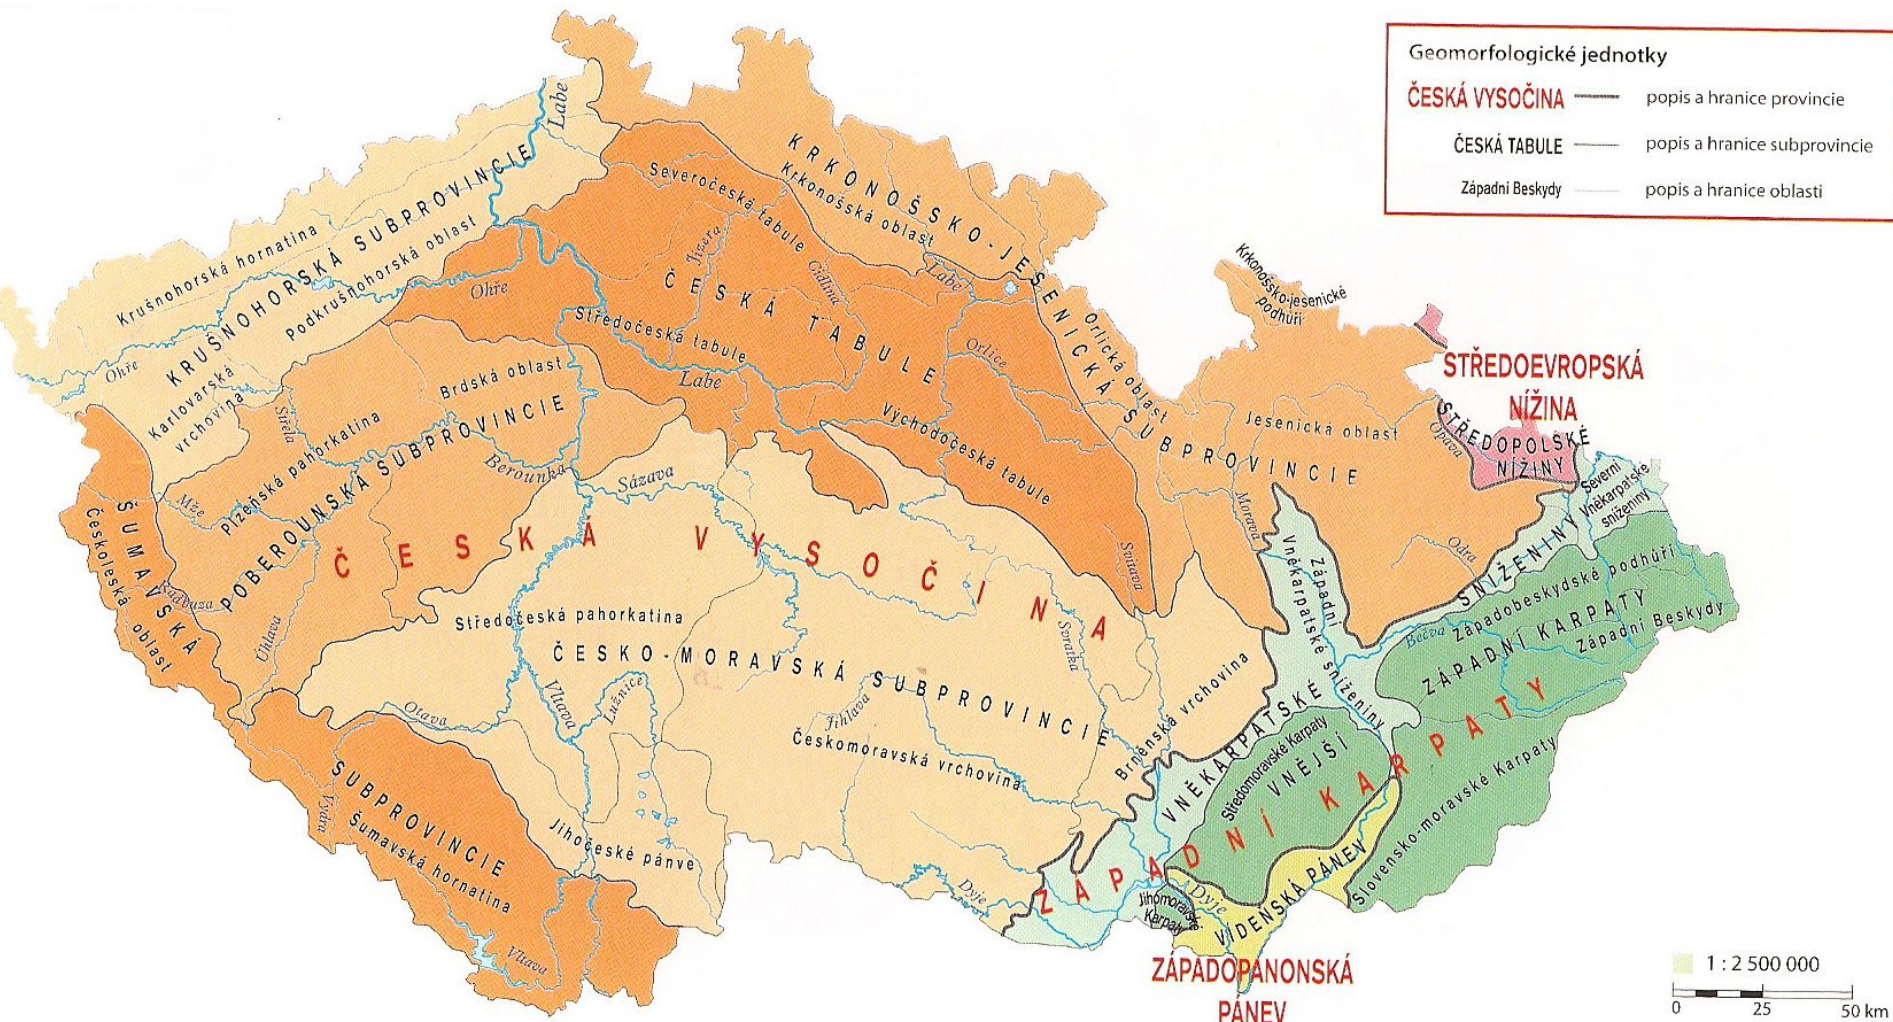 Geomorfologické jednotky
ČESKÁ VYSOČINA
popis a hranice provincie
ČESKÁ TABULE
popis a hranice subprovincie
Západní Beskydy
popis a hranice oblasti
Labe
KRUŠNOHORSKÁ SUBPROVINCIE
Krušnohorská hornatina
Podkrušnohorská oblast
Karlovarská
vrchovina
Ohře
Ohře
KRKONOŠSKO-JESENICKÁ SUBPROVINCIE
Krkonošská oblast
Severočeská tabule
Jizera
Cidlina
Labe
ČESKÁ TABULE
Středočeská tabule
Labe
Orlice
Východočeská tabule
Orlická oblast
Krkonošsko-jesenické
podhůří
Jesenická oblast
STŘEDOEVROPSKÁ
NÍŽINA
STŘEDOPOLSKÉ
NÍŽINY
Opava
Severní
Vněkarpatské
sníženiny
Brdská oblast
Střela
Plzeňská pahorkatina
POBEROUNSKÁ SUBPROVINCIE
Berounka
Mže
Radbuza
Úhlava
Sázava
ŠUMAVSKÁ
Českoleská oblast
ČESKÁ VYSOČINA
Středočeská pahorkatina
ČESKO-MORAVSKÁ SUBPROVINCIE
Svitava
Svratka
Morava
Odra
Západní
Vněkarpatské sníženiny
VNĚKARPATSKÉ
SNÍŽENINY
Bečva
Západobeskydské podhůří
ZÁPADNÍ KARPATY
Západní Beskydy
Otava
Vltava
Lužnice
Jihlava
Českomoravská vrchovina
Brněnská vrchovina
Středomoravské Karpaty
VNĚJŠÍ
ZÁPADNÍ KARPATY
Slovensko-moravské Karpaty
SUBPROVINCIE
Šumavská hornatina
Vydra
Jihočeské pánve
Vltava
Dyje
Dyje
Jihomoravské
Karpaty
VÍDEŇSKÁ PÁNEV
ZÁPADOPANONSKÁ
PÁNEV
1 : 2 500 000
0 25 50 km